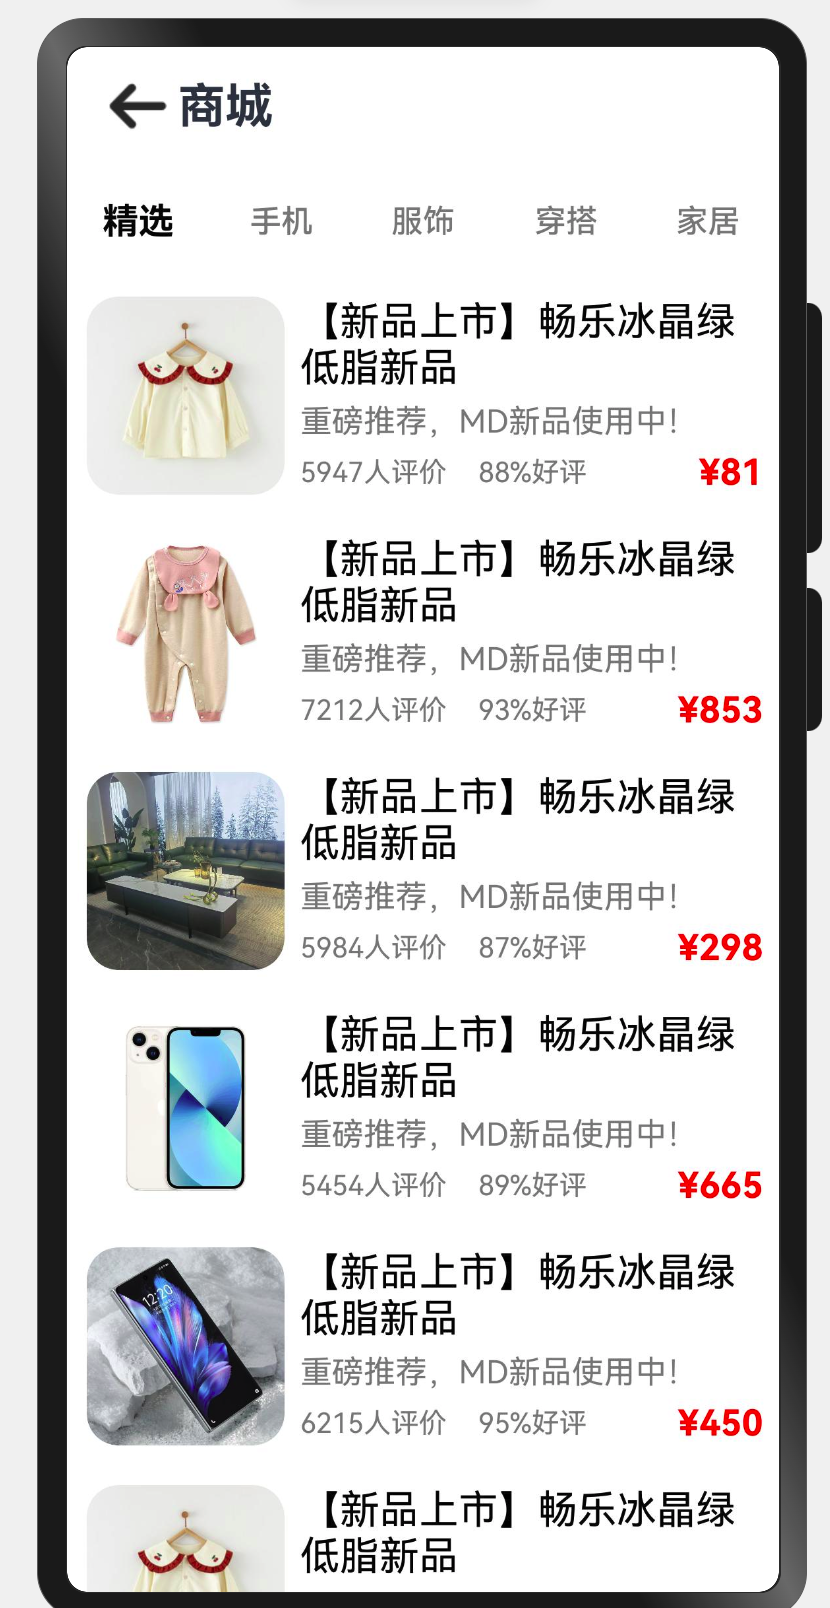 商城
精选 手机 服饰 穿搭 家居
【新品上市】畅乐冰晶绿
低脂新品
重磅推荐，MD新品使用中！
5947人评价 88%好评 ¥81
【新品上市】畅乐冰晶绿
低脂新品
重磅推荐，MD新品使用中！
7212人评价 93%好评 ¥853
【新品上市】畅乐冰晶绿
低脂新品
重磅推荐，MD新品使用中！
5984人评价 87%好评 ¥298
【新品上市】畅乐冰晶绿
低脂新品
重磅推荐，MD新品使用中！
5454人评价 89%好评 ¥665
12:20
【新品上市】畅乐冰晶绿
低脂新品
重磅推荐，MD新品使用中！
6215人评价 95%好评 ¥450
【新品上市】畅乐冰晶绿
低脂新品